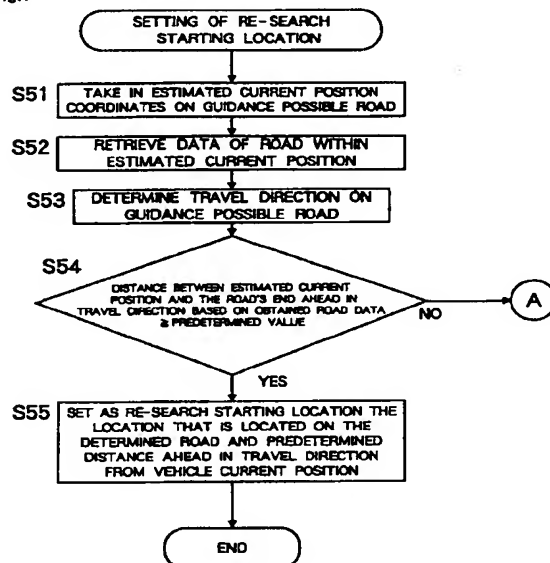 SETTING OF RE-SEARCH
STARTING LOCATION
S51
TAKE IN ESTIMATED CURRENT POSITION
COORDINATES ON GUIDANCE POSSIBLE ROAD
S52
RETRIEVE DATA OF ROAD WITHIN
ESTIMATED CURRENT POSITION
S53
DETERMINE TRAVEL DIRECTION ON
GUIDANCE POSSIBLE ROAD
S54
DISTANCE BETWEEN ESTIMATED CURRENT
POSITION AND THE ROAD'S END AHEAD IN
TRAVEL DIRECTION BASED ON OBTAINED ROAD DATA
≥ PREDETERMINED VALUE
NO
A
YES
S55
SET AS RE-SEARCH STARTING LOCATION THE
LOCATION THAT IS LOCATED ON THE
DETERMINED ROAD AND PREDETERMINED
DISTANCE AHEAD IN TRAVEL DIRECTION
FROM VEHICLE CURRENT POSITION
END